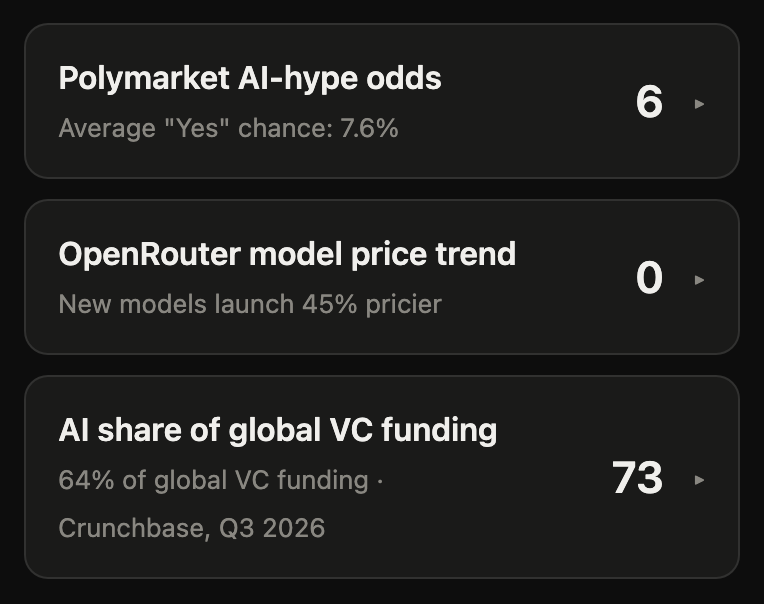 Polymarket AI-hype odds
Average "Yes" chance: 7.6%
6
OpenRouter model price trend
New models launch 45% pricier
0
AI share of global VC funding
64% of global VC funding ·
Crunchbase, Q3 2026
73